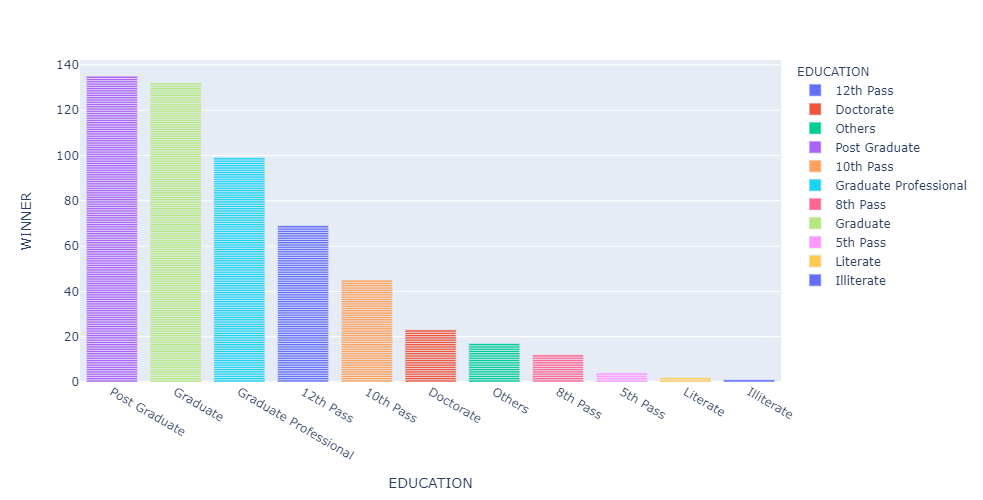 140
120
100
80
60
40
20
0
WINNER
Post Graduate
Graduate
Graduate Professional
12th Pass
10th Pass
Doctorate
Others
8th Pass
5th Pass
Literate
Illiterate
EDUCATION
EDUCATION
12th Pass
Doctorate
Others
Post Graduate
10th Pass
Graduate Professional
8th Pass
Graduate
5th Pass
Literate
Illiterate